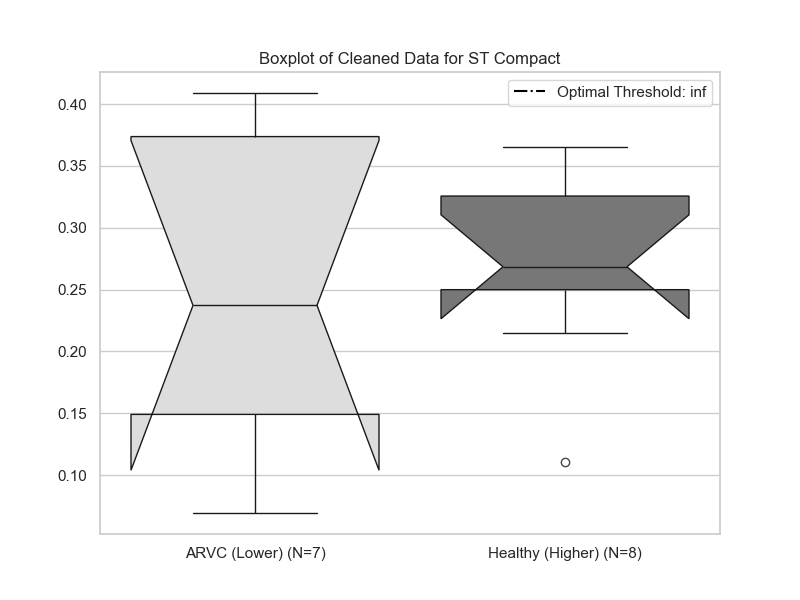 Boxplot of Cleaned Data for ST Compact
Optimal Threshold: inf
0.40
0.35
0.30
0.25
0.20
0.15
0.10
ARVC (Lower) (N=7)
Healthy (Higher) (N=8)